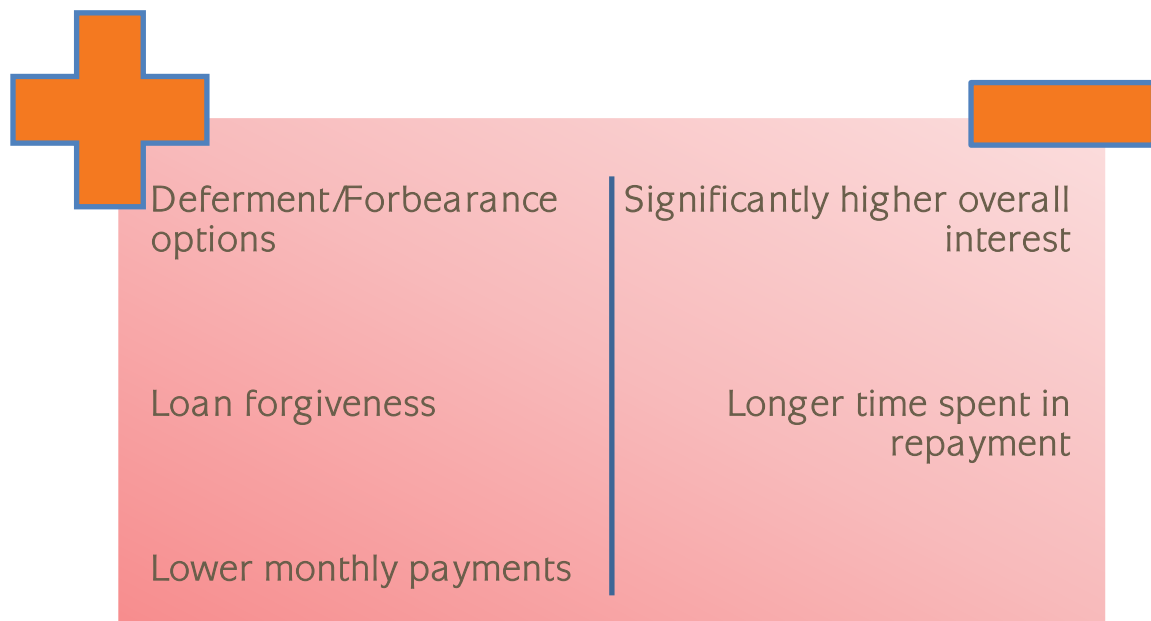 Deferment/Forbearance
options
Loan forgiveness
Lower monthly payments
Significantly higher overall
interest
Longer time spent in
repayment